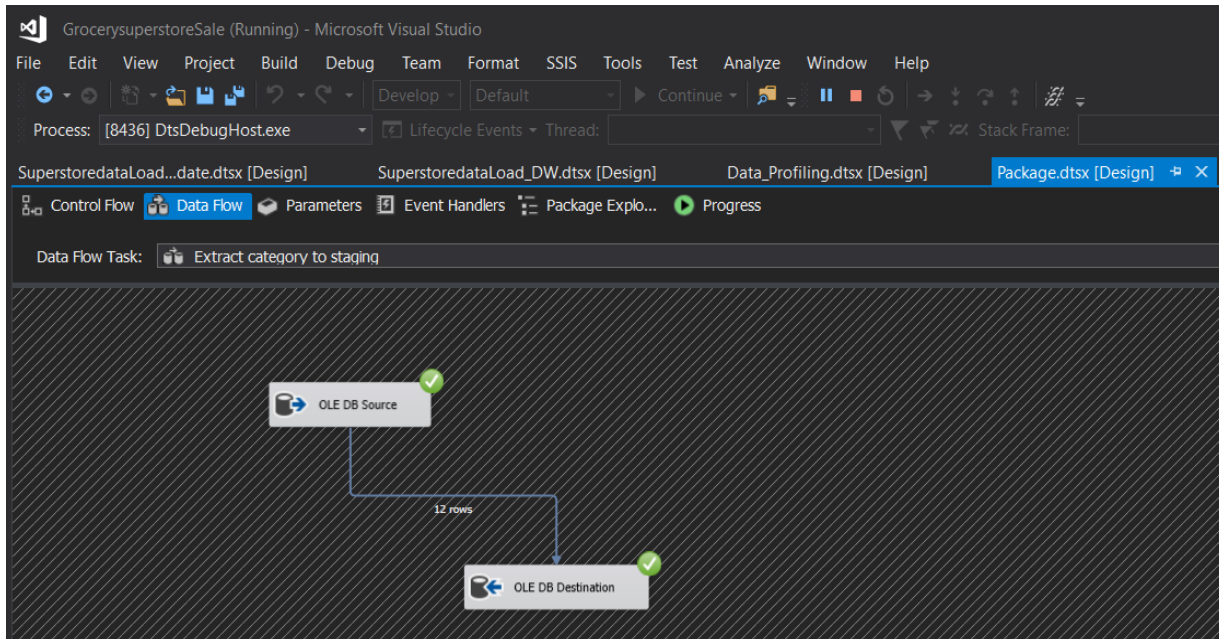 GrocerysuperstoreSale (Running) - Microsoft Visual Studio
File Edit View Project Build Debug Team Format SSIS Tools Test Analyze Window Help
Develop Default Continue
Process: [8436] DtsDebugHost.exe Lifecycle Events Thread: Stack Frame:
SuperstoredataLoad...date.dtsx [Design] SuperstoredataLoad_DW.dtsx [Design] Data_Profiling.dtsx [Design] Package.dtsx [Design]
Control Flow Data Flow Parameters Event Handlers Package Explo... Progress
Data Flow Task: Extract category to staging
OLE DB Source
12 rows
OLE DB Destination